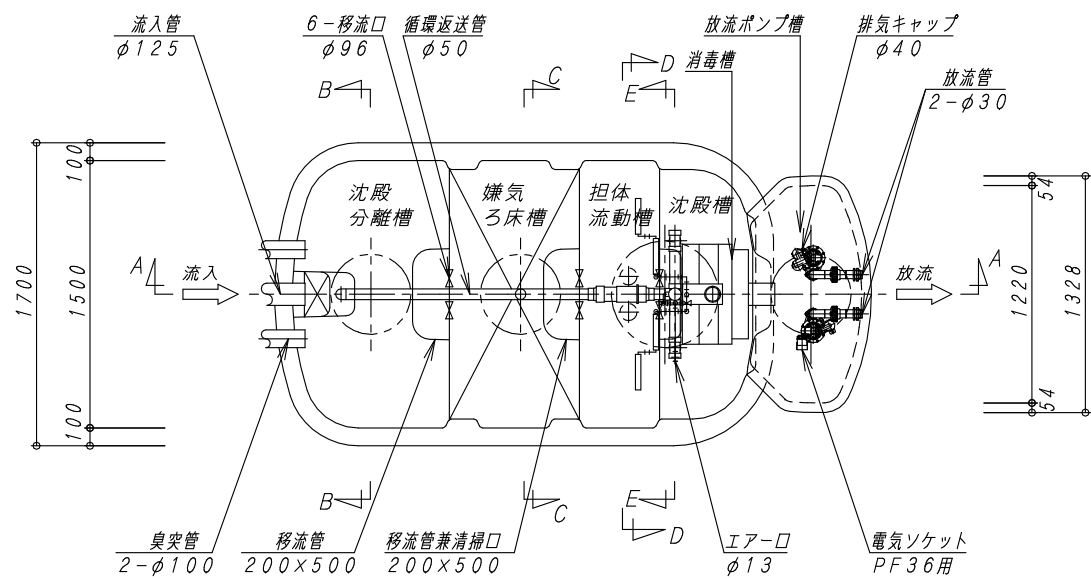 流入管
φ125
6-移流口
φ96
循環返送管
φ50
放流ポンプ槽
消毒槽
排気キャップ
φ40
放流管
2-φ30
B
C
D
E
100
1500
1700
100
沈殿
分離槽
嫌気
ろ床槽
担体
流動槽
沈殿槽
A
流入
放流
A
54
1220
1328
54
B
C
E
D
臭突管
2-φ100
移流管
200×500
移流管兼清掃口
200×500
エアー口
φ13
電気ソケット
PF36用